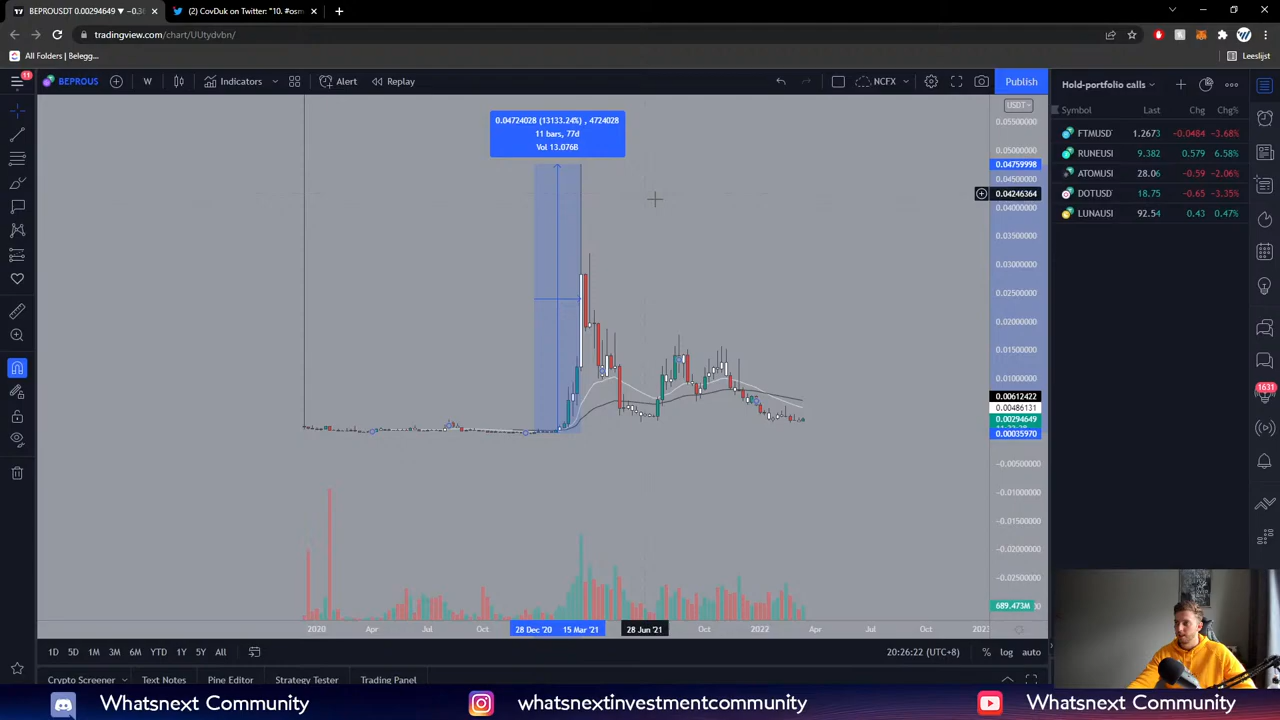 BEPROUSDT 0.00294649 ▼ −0.3
(2) CovDuk on Twitter: "10. #osm
tradingview.com/chart/UUtydvbn/
All Folders | Belegg...
Leeslijst
11
BEPROUS
W
Indicators
Alert
Replay
NCFX
Publish
Hold-portfolio calls
Symbol Last Chg Chg%
FTMUSD 1.2673 -0.0484 -3.68%
RUNEUSI 9.382 0.579 6.58%
ATOMUSI 28.06 -0.59 -2.06%
DOTUSD 18.75 -0.65 -3.35%
LUNAUSI 92.54 0.43 0.47%
0.04724028 (13133.24%) , 4724028
11 bars, 77d
Vol 13.076B
USDT
0.05500000
0.05000000
0.04759998
0.04500000
0.04246364
0.04000000
0.03500000
0.03000000
0.02500000
0.02000000
0.01500000
0.01000000
0.00612422
0.00486131
0.00294649
0.00035970
−0.00500000
−0.01000000
−0.01500000
−0.02000000
−0.02500000
689.473M
1631
2020 Apr Jul Oct 28 Dec '20 15 Mar '21 28 Jun '21 Oct 2022 Apr Jul Oct 2023
1D 5D 1M 3M 6M YTD 1Y 5Y All
20:26:22 (UTC+8) % log auto
Crypto Screener Text Notes Pine Editor Strategy Tester Trading Panel
Whatsnext Community
whatsnextinvestmentcommunity
Whatsnext Community